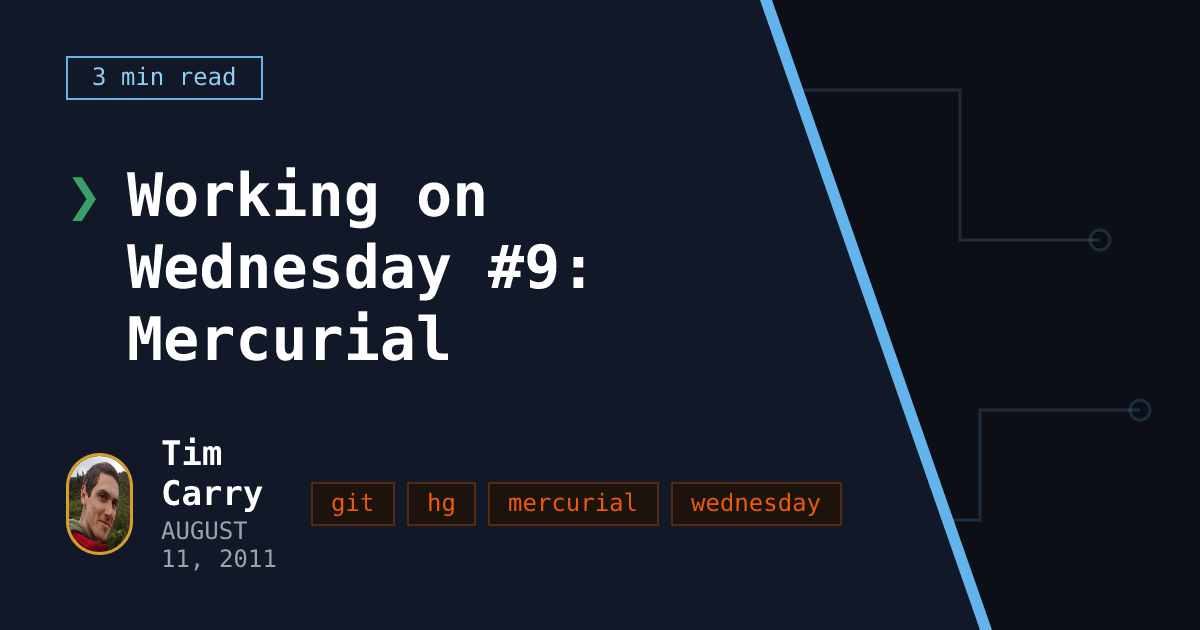 3 min read
❯ Working on
Wednesday #9:
Mercurial
Tim
Carry
AUGUST
11, 2011
git hg mercurial wednesday